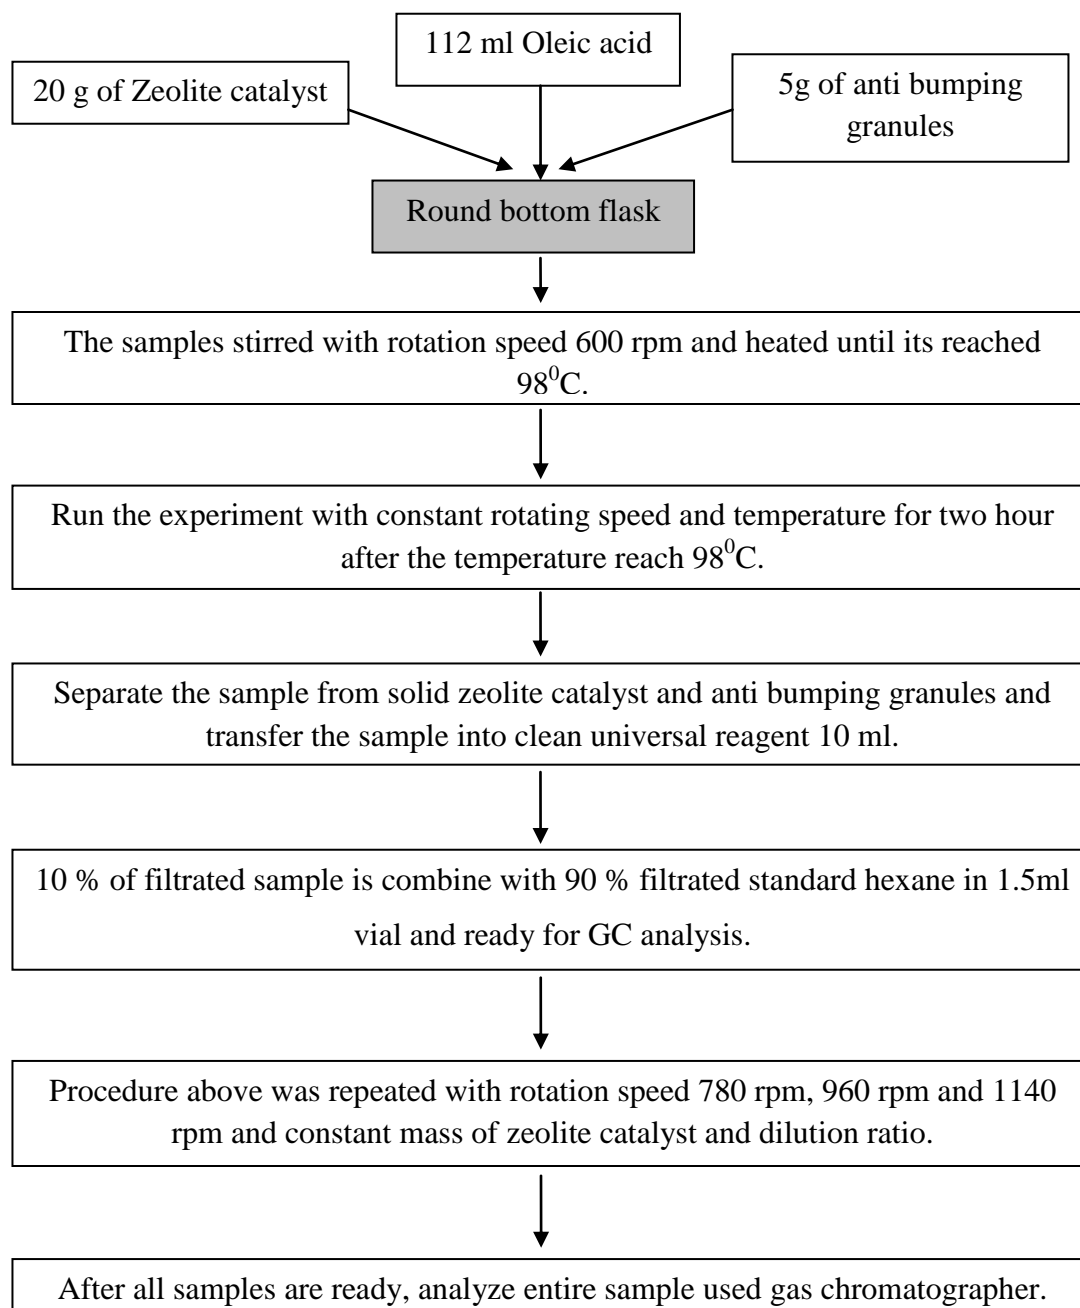 112 ml Oleic acid
20 g of Zeolite catalyst
5g of anti bumping
granules
Round bottom flask
The samples stirred with rotation speed 600 rpm and heated until its reached
98⁰C.
Run the experiment with constant rotating speed and temperature for two hour
after the temperature reach 98⁰C.
Separate the sample from solid zeolite catalyst and anti bumping granules and
transfer the sample into clean universal reagent 10 ml.
10 % of filtrated sample is combine with 90 % filtrated standard hexane in 1.5ml
vial and ready for GC analysis.
Procedure above was repeated with rotation speed 780 rpm, 960 rpm and 1140
rpm and constant mass of zeolite catalyst and dilution ratio.
After all samples are ready, analyze entire sample used gas chromatographer.